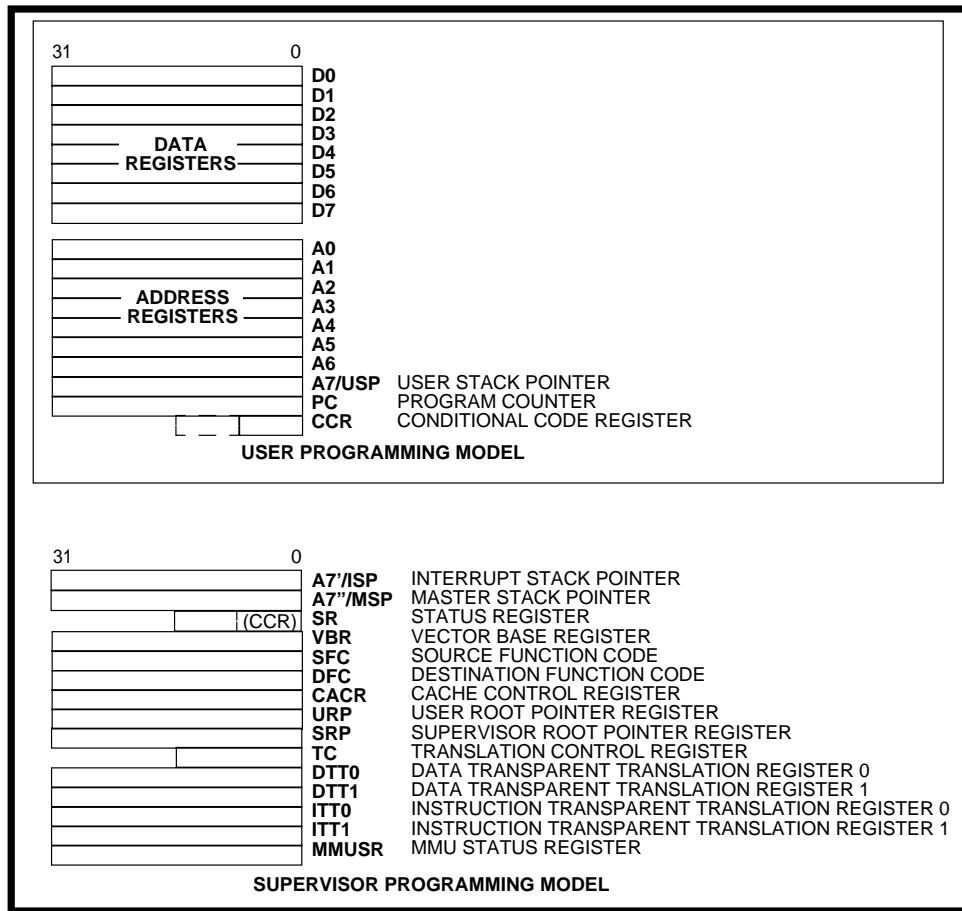 31 0
D0
D1
D2
D3
DATA
D4
REGISTERS
D5
D6
D7
A0
A1
A2
ADDRESS
A3
REGISTERS
A4
A5
A6
A7/USP USER STACK POINTER
PC PROGRAM COUNTER
CCR CONDITIONAL CODE REGISTER
USER PROGRAMMING MODEL
31 0
A7’/ISP INTERRUPT STACK POINTER
A7”/MSP MASTER STACK POINTER
(CCR) SR STATUS REGISTER
VBR VECTOR BASE REGISTER
SFC SOURCE FUNCTION CODE
DFC DESTINATION FUNCTION CODE
CACR CACHE CONTROL REGISTER
URP USER ROOT POINTER REGISTER
SRP SUPERVISOR ROOT POINTER REGISTER
TC TRANSLATION CONTROL REGISTER
DTT0 DATA TRANSPARENT TRANSLATION REGISTER 0
DTT1 DATA TRANSPARENT TRANSLATION REGISTER 1
ITT0 INSTRUCTION TRANSPARENT TRANSLATION REGISTER 0
ITT1 INSTRUCTION TRANSPARENT TRANSLATION REGISTER 1
MMUSR MMU STATUS REGISTER
SUPERVISOR PROGRAMMING MODEL